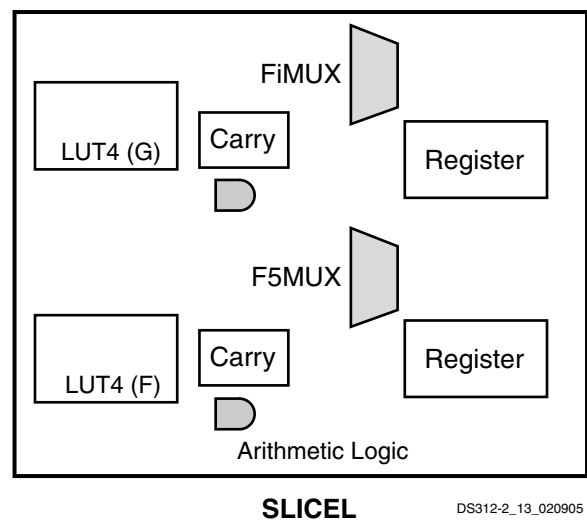 FiMUX
LUT4 (G)
Carry
Register
F5MUX
LUT4 (F)
Carry
Register
Arithmetic Logic
SLICEL
DS312-2_13_020905